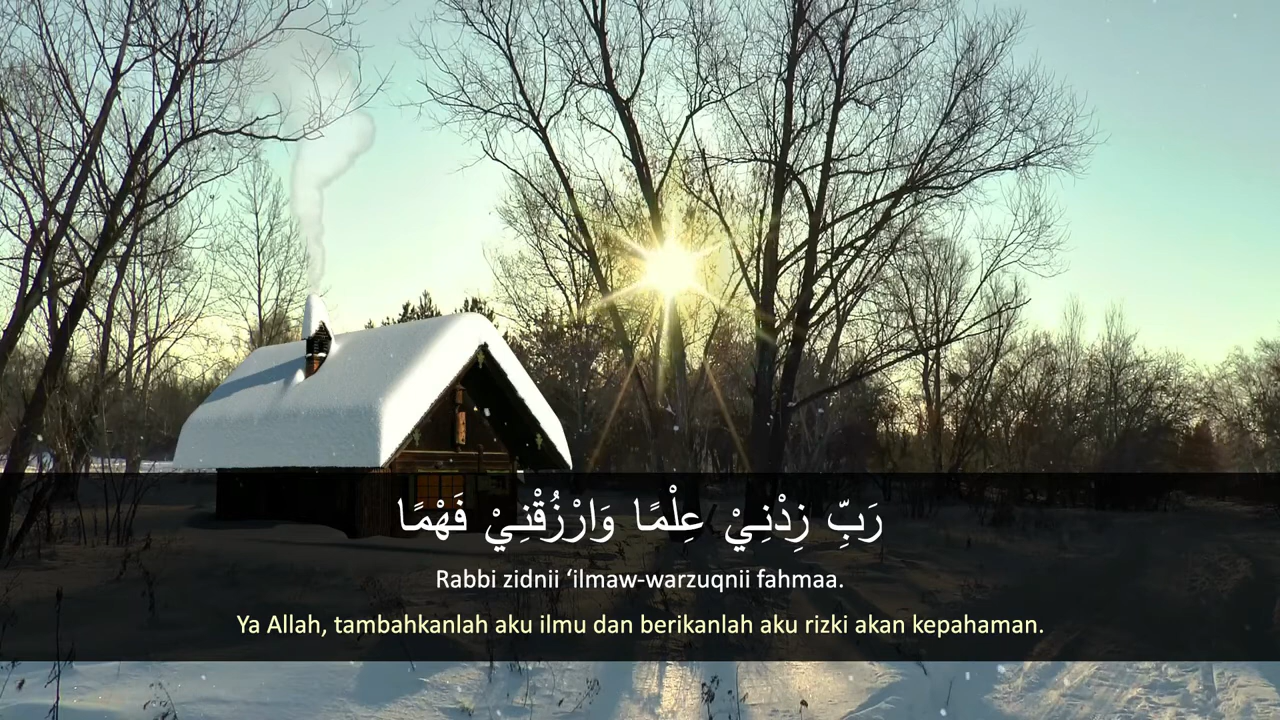 رَبِّ زِدْنِيْ عِلْمًا وَارْزُقْنِيْ فَهْمًا
Rabbi zidnii ‘ilmaw-warzuqnii fahmaa.
Ya Allah, tambahkanlah aku ilmu dan berikanlah aku rizki akan kepahaman.